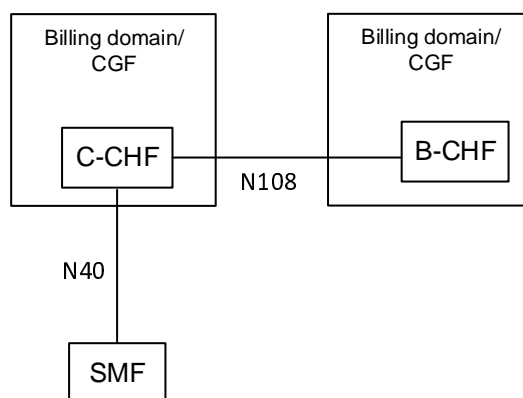 Billing domain/
CGF
C-CHF
Billing domain/
CGF
B-CHF
N108
N40
SMF